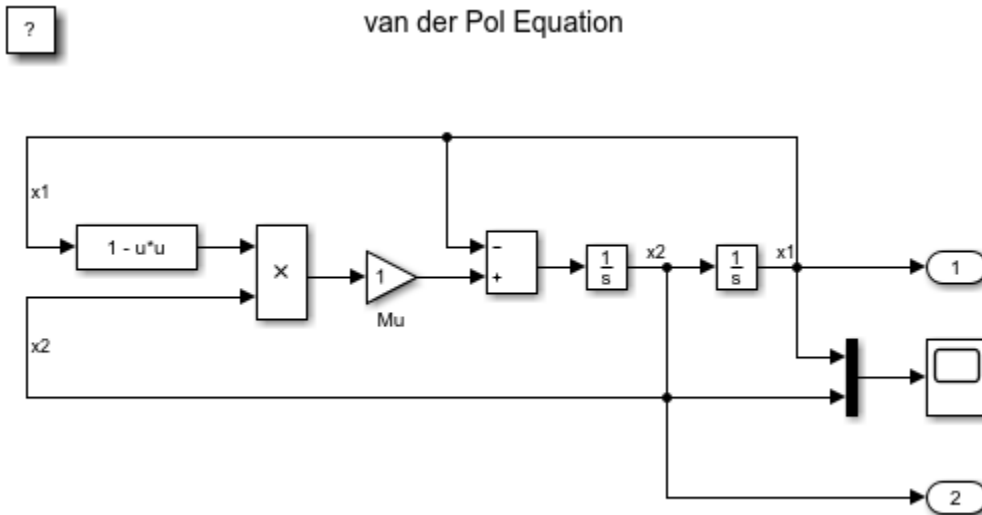 ?
van der Pol Equation
x1
1 - u*u
×
1
Mu
−
+
1
s
x2
1
s
x1
1
x2
2